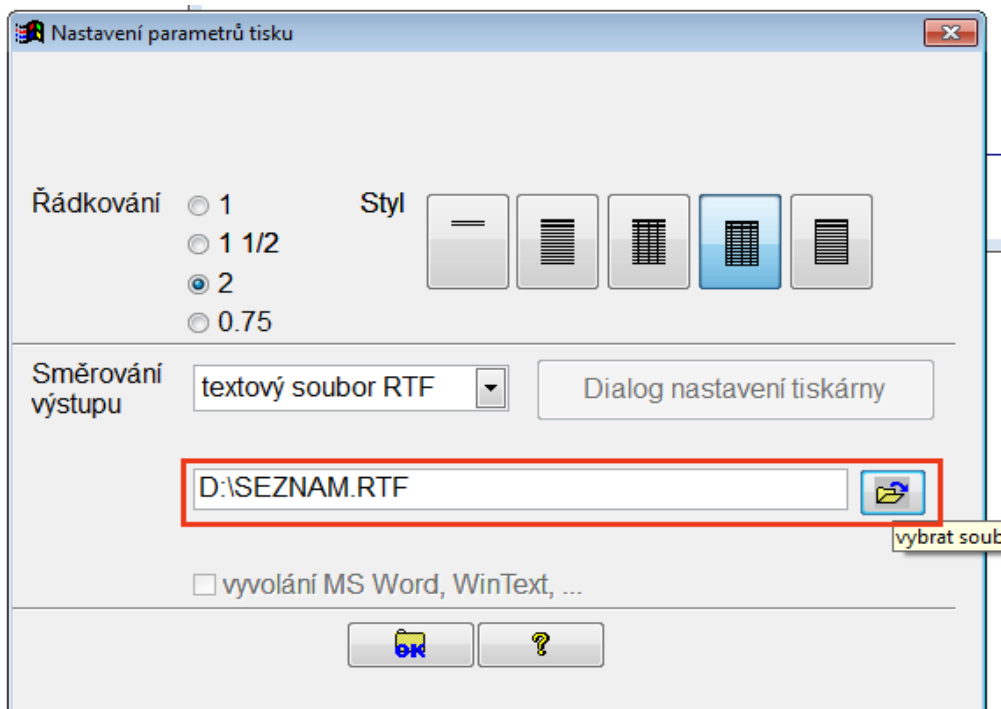 Nastavení parametrů tisku
Řádkování
1
Styl
1 1/2
2
0.75
Směrování
výstupu
textový soubor RTF
Dialog nastavení tiskárny
D:\SEZNAM.RTF
vybrat soub
vyvolání MS Word, WinText, ...
OK
?